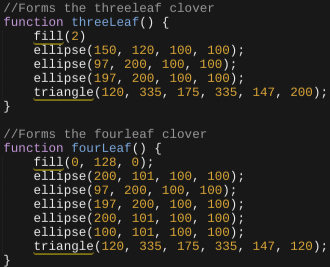 //Forms the threeleaf clover
function threeLeaf() {
    fill(2)
    ellipse(150, 120, 100, 100);
    ellipse(97, 200, 100, 100);
    ellipse(197, 200, 100, 100);
    triangle(120, 335, 175, 335, 147, 200);
}

//Forms the fourleaf clover
function fourLeaf() {
    fill(0, 128, 0);
    ellipse(200, 101, 100, 100);
    ellipse(97, 200, 100, 100);
    ellipse(197, 200, 100, 100);
    ellipse(200, 101, 100, 100);
    ellipse(100, 101, 100, 100);
    triangle(120, 335, 175, 335, 147, 120);
}